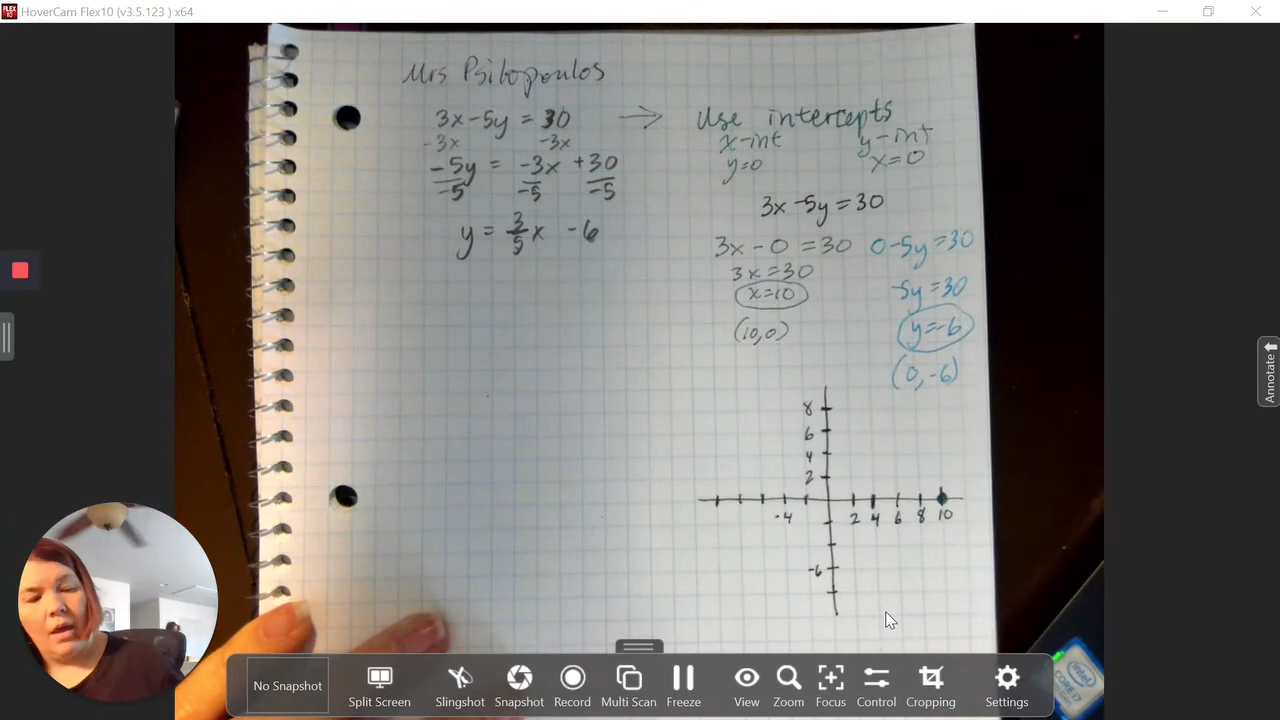 HoverCam Flex10 (v3.5.123 ) x64
Mrs Psilopoulos
3x-5y = 30 → Use intercepts
-3x -3x
x-int y-int
y=0 x=0
-5y = -3x +30
-5 -5 -5
y = 3/5 x -6
3x-5y=30
3x - 0 = 30 0-5y=30
3x=30
x=10
-5y=30
y=-6
(10,0)
(0,-6)
8
6
4
2
-4 2 4 6 8 10
-6
Annotate
No Snapshot
Split Screen
Slingshot
Snapshot
Record
Multi Scan
Freeze
View
Zoom
Focus
Control
Cropping
Settings